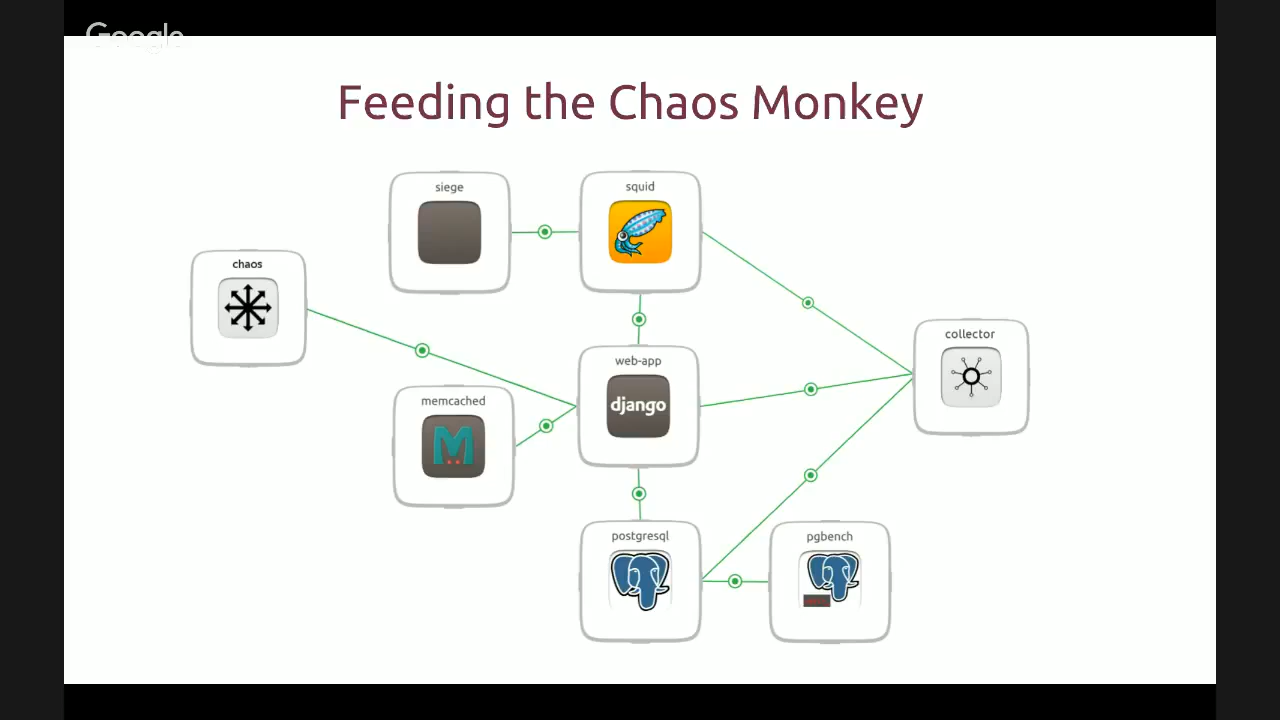 Google
Feeding the Chaos Monkey
siege
squid
chaos
collector
web-app
django
memcached
M
postgresql
pgbench